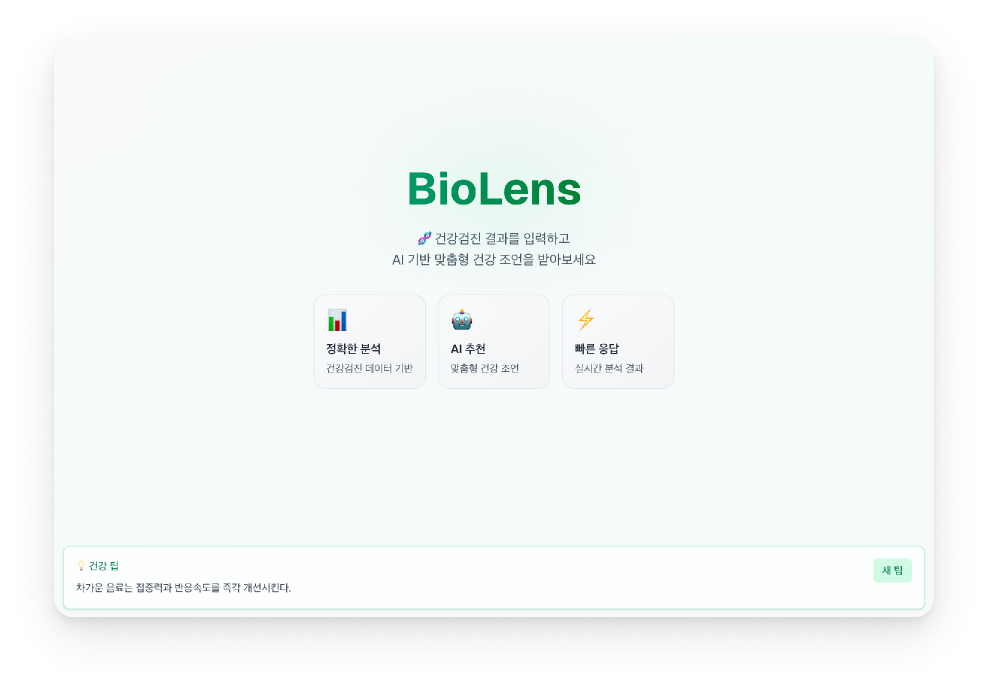 BioLens
🧬 건강검진 결과를 입력하고
AI 기반 맞춤형 건강 조언을 받아보세요
정확한 분석
건강검진 데이터 기반
AI 추천
맞춤형 건강 조언
빠른 응답
실시간 분석 결과
💡 건강 팁
새 팁
차가운 음료는 집중력과 반응속도를 즉각 개선시킨다.